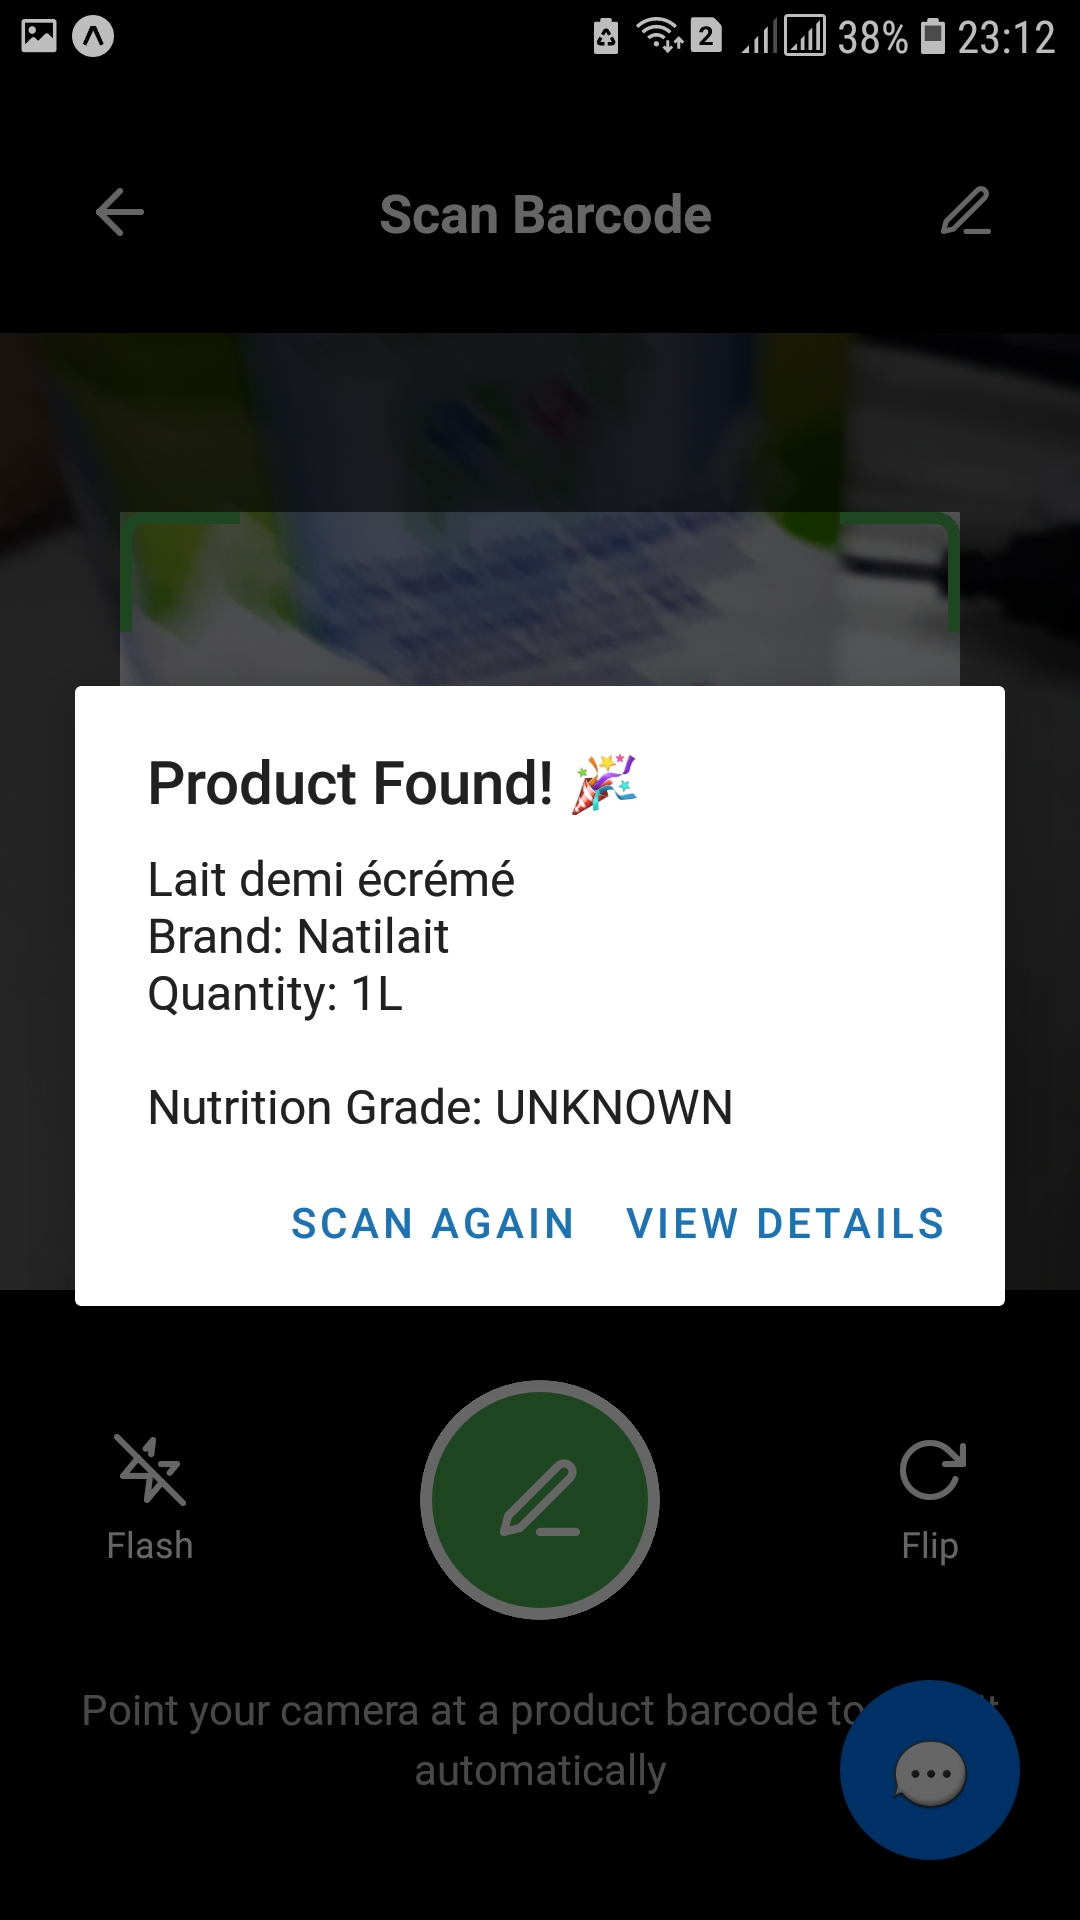 2 38% 23:12
Scan Barcode
Product Found! 🎉
Lait demi écrémé
Brand: Natilait
Quantity: 1L
Nutrition Grade: UNKNOWN
SCAN AGAIN VIEW DETAILS
Flash Flip
Point your camera at a product barcode to
automatically